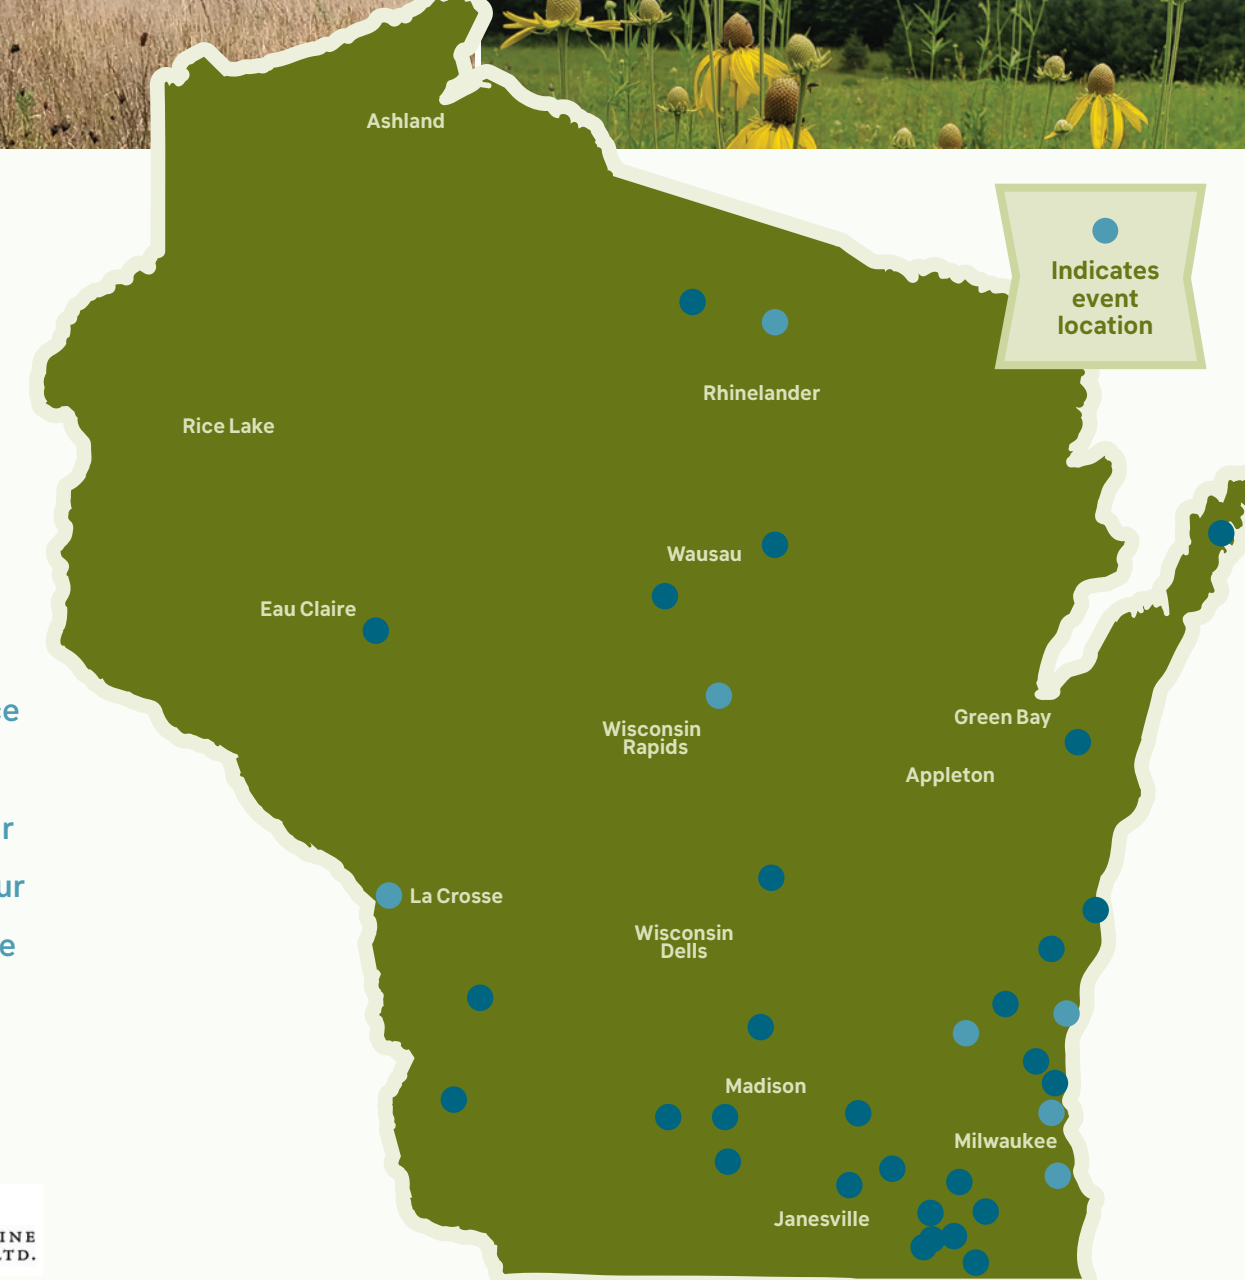 Ashland
Indicates
event
location
Rhinelander
Rice Lake
Wausau
Eau Claire
Green Bay
Wisconsin
Rapids
Appleton
La Crosse
Wisconsin
Dells
Madison
Milwaukee
Janesville